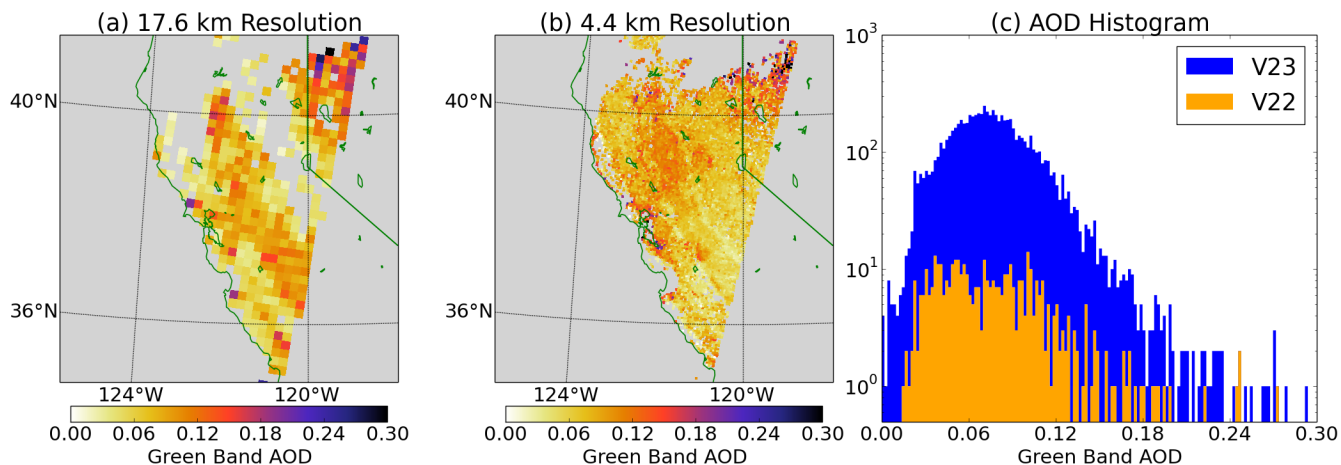 (a) 17.6 km Resolution
40°N
36°N
124°W
120°W
0.00 0.06 0.12 0.18 0.24 0.30
Green Band AOD
(b) 4.4 km Resolution
40°N
36°N
124°W
120°W
0.00 0.06 0.12 0.18 0.24 0.30
Green Band AOD
(c) AOD Histogram
V23
V22
10³
10²
10¹
10⁰
0.00 0.06 0.12 0.18 0.24 0.30
Green Band AOD